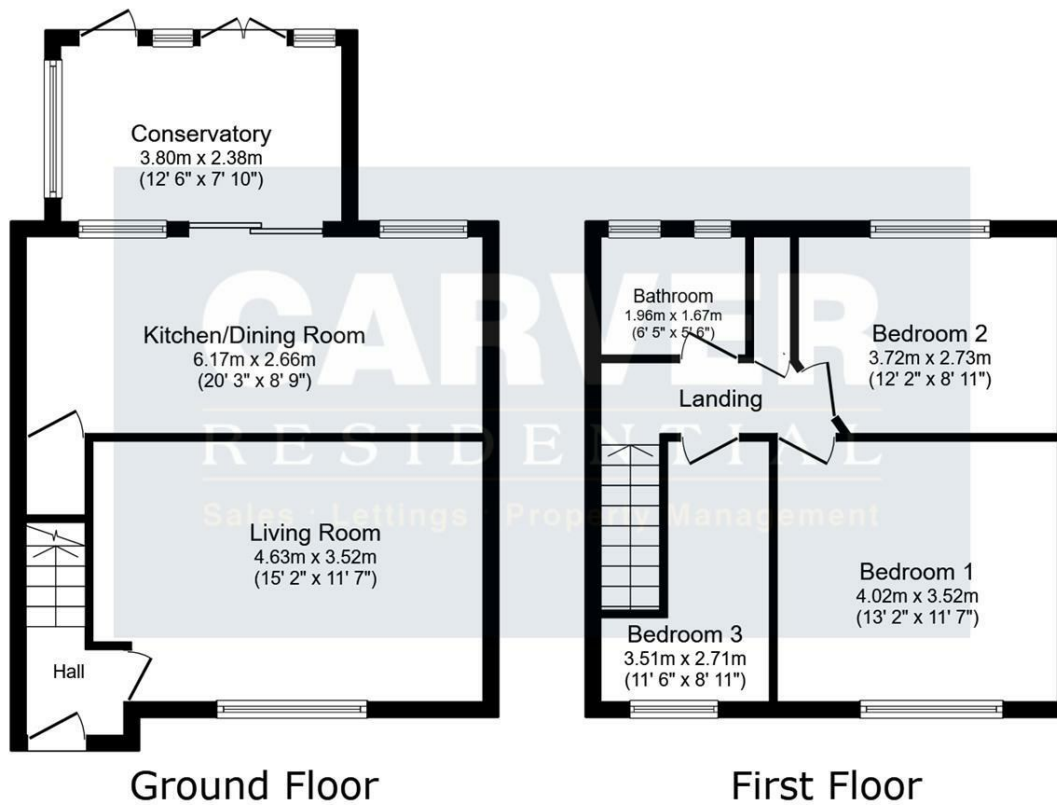 Conservatory
3.80m x 2.38m
(12' 6" x 7' 10")
Kitchen/Dining Room
6.17m x 2.66m
(20' 3" x 8' 9")
Living Room
4.63m x 3.52m
(15' 2" x 11' 7")
Hall
Ground Floor
Bathroom
1.96m x 1.67m
(6' 5" x 5' 6")
Bedroom 2
3.72m x 2.73m
(12' 2" x 8' 11")
Landing
Bedroom 1
4.02m x 3.52m
(13' 2" x 11' 7")
Bedroom 3
3.51m x 2.71m
(11' 6" x 8' 11")
First Floor
CARVER
RESIDENTIAL
Sales · Lettings · Property Management